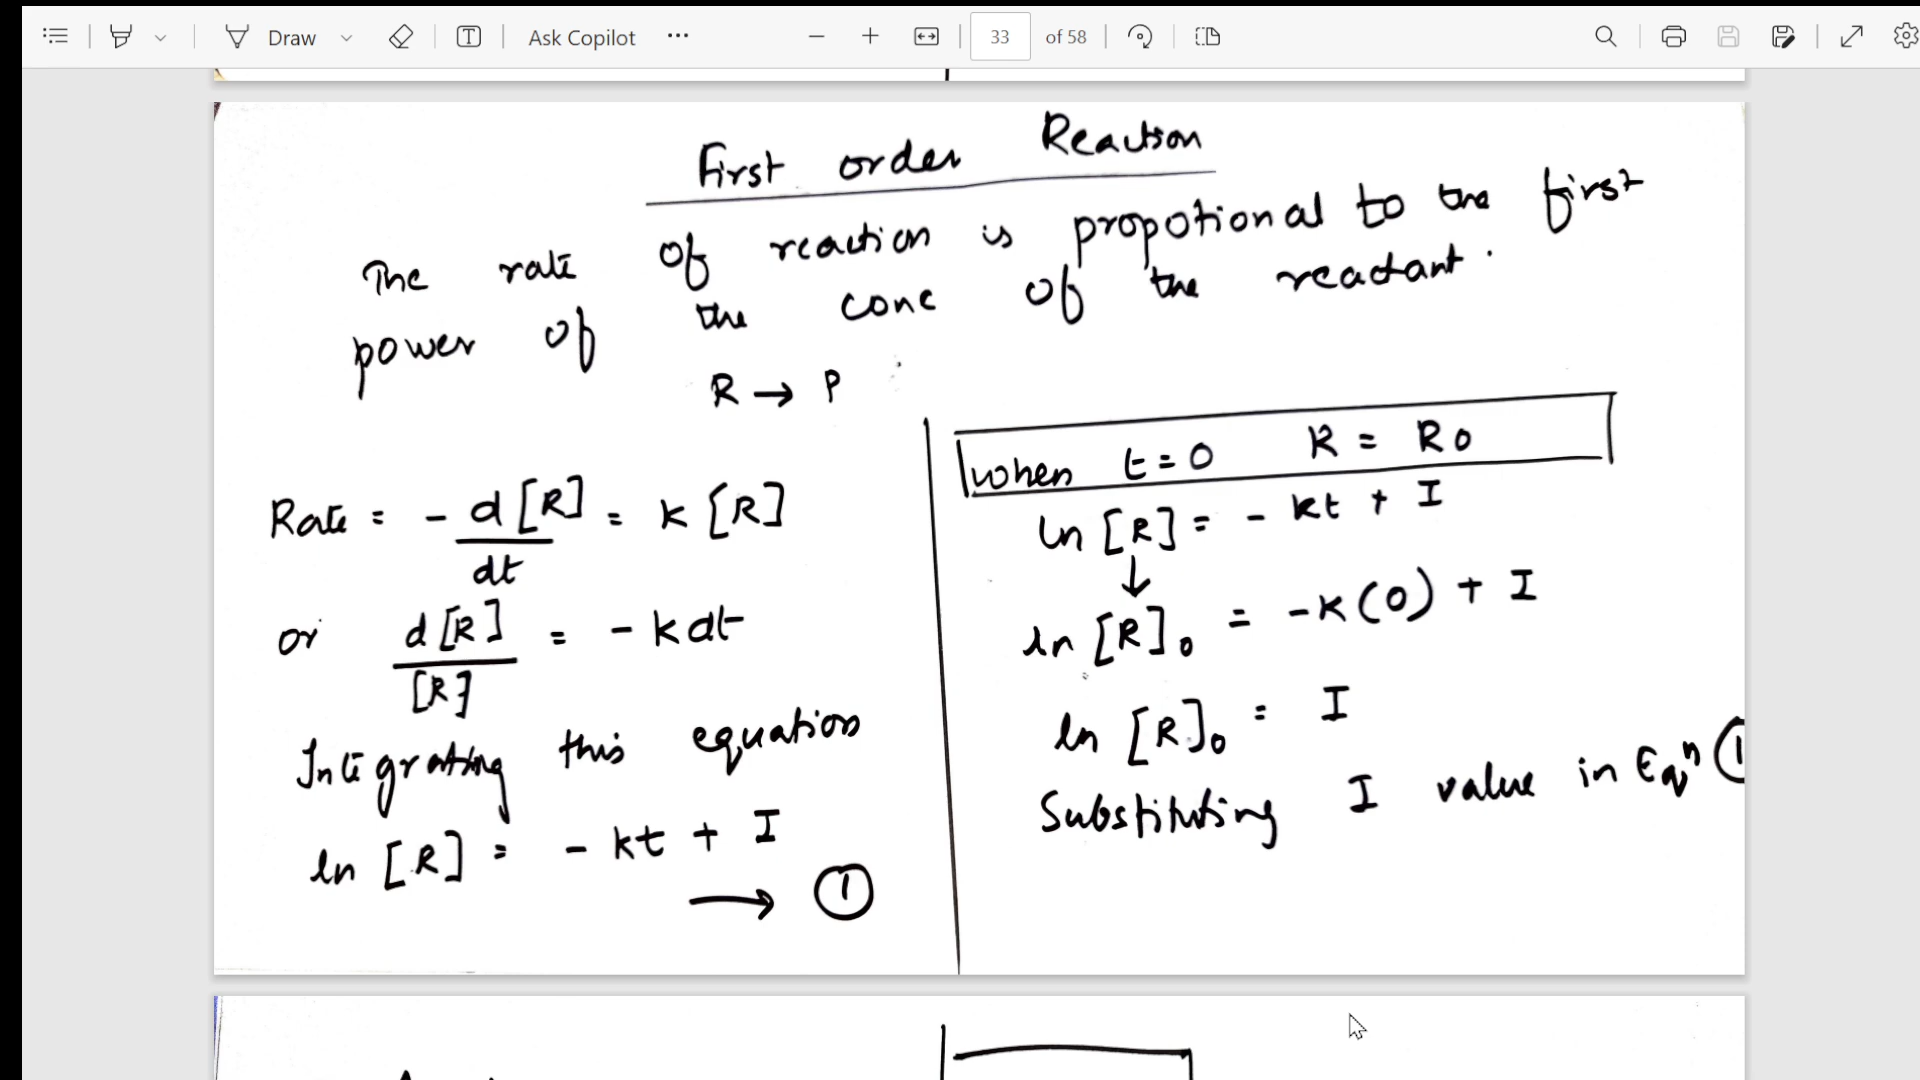 Draw
Ask Copilot
33 of 58
First order Reaction
The rate of reaction is propotional to the first
power of the conc of the reactant.
R → P
Rate = - d[R]/dt = k [R]
or d[R]/[R] = - kdt
Integrating this equation
ln [R] = - kt + I
→ ①
when t = 0 R = R0
ln [R] = - kt + I
↓
ln [R]₀ = -k(0) + I
ln [R]₀ = I
Substituting I value in Eqⁿ ①